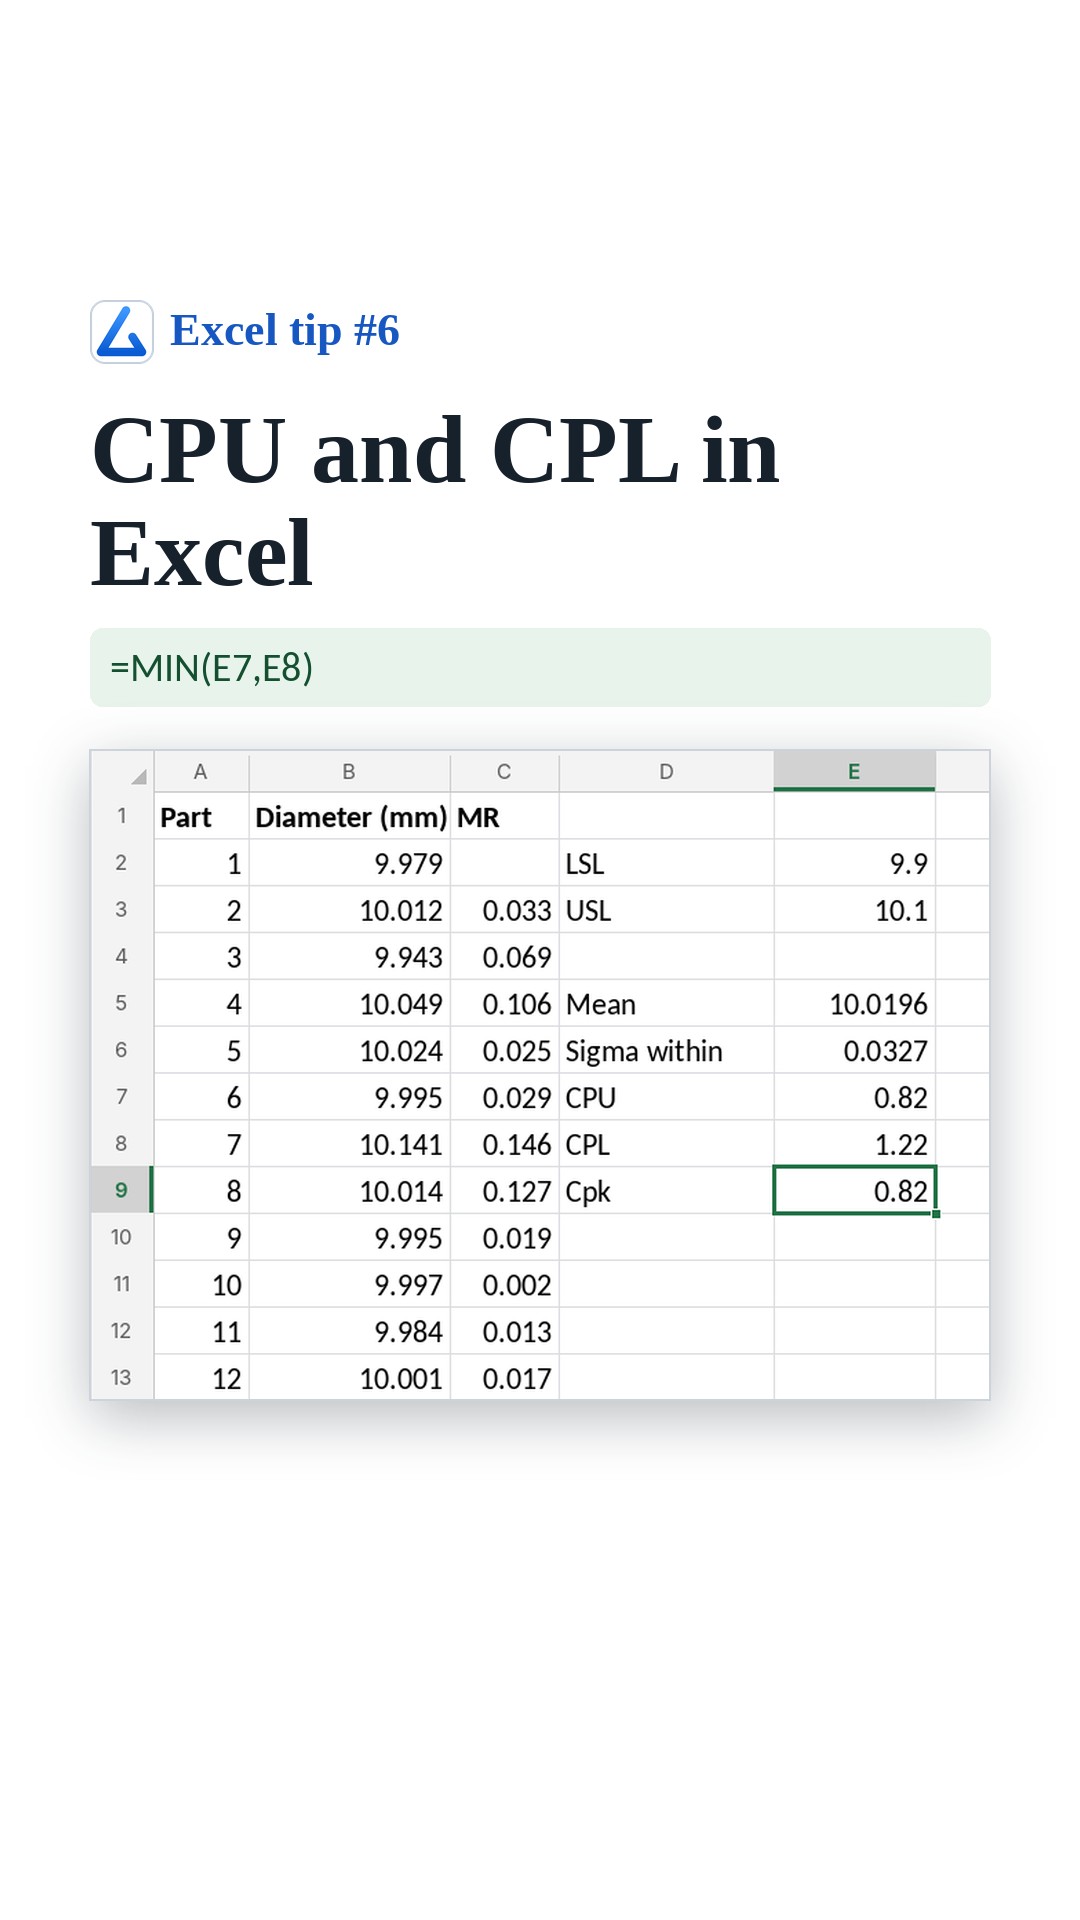 Excel tip #6
CPU and CPL in
Excel
=MIN(E7,E8)
A B C D E
1 Part Diameter (mm) MR
2 1 9.979 LSL 9.9
3 2 10.012 0.033 USL 10.1
4 3 9.943 0.069
5 4 10.049 0.106 Mean 10.0196
6 5 10.024 0.025 Sigma within 0.0327
7 6 9.995 0.029 CPU 0.82
8 7 10.141 0.146 CPL 1.22
9 8 10.014 0.127 Cpk 0.82
10 9 9.995 0.019
11 10 9.997 0.002
12 11 9.984 0.013
13 12 10.001 0.017